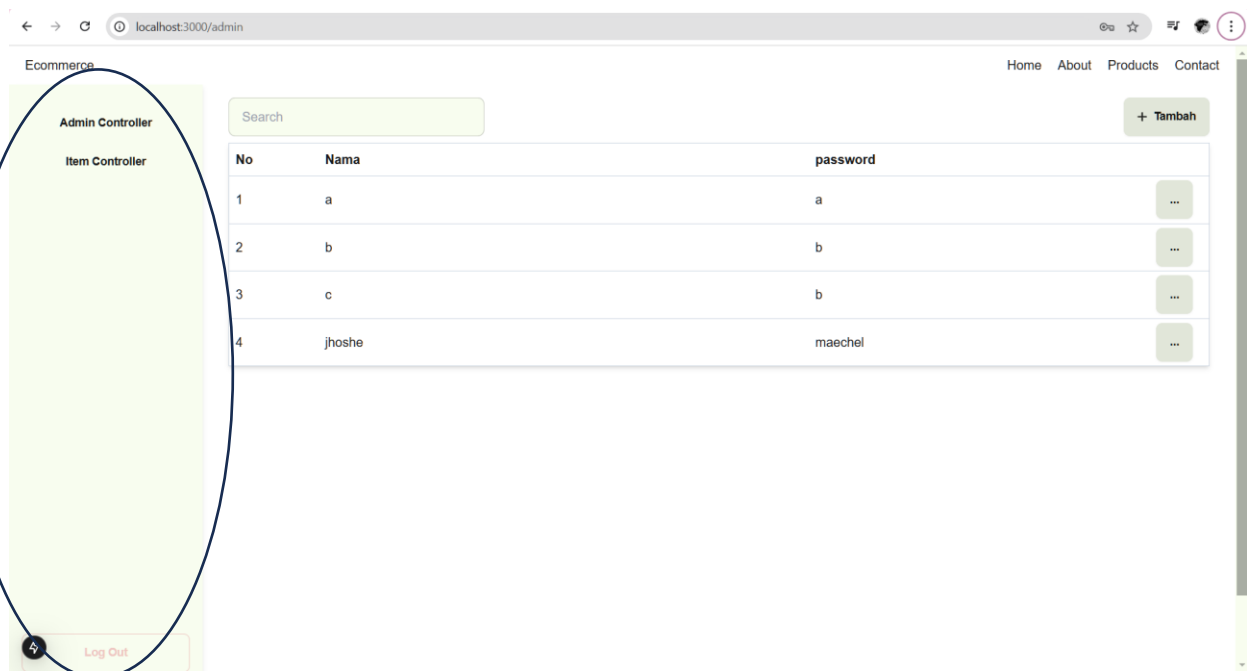 localhost:3000/admin
Ecommerce
Home About Products Contact
Admin Controller
Item Controller
Log Out
Search
+ Tambah
No Nama password
1 a a ...
2 b b ...
3 c b ...
4 jhoshe maechel ...